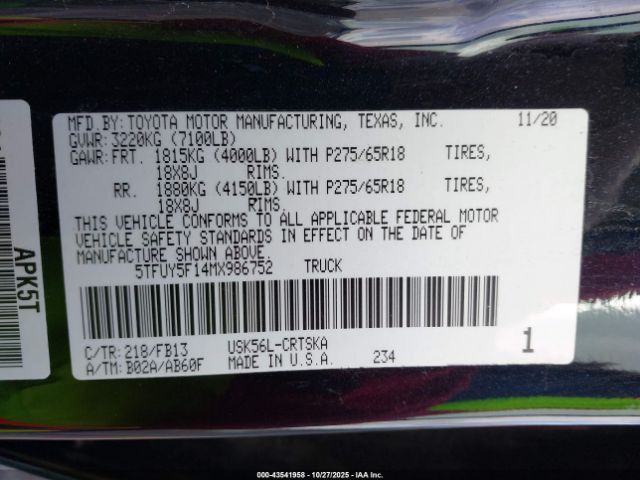 MFD.BY:TOYOTA MOTOR MANUFACTURING, TEXAS, INC. 11/20
GVWR:3220KG (7100LB)
GAWR:FRT. 1815KG (4000LB) WITH P275/65R18 TIRES,
18X8J RIMS.
RR. 1880KG (4150LB) WITH P275/65R18 TIRES,
18X8J RIMS.
THIS VEHICLE CONFORMS TO ALL APPLICABLE FEDERAL MOTOR
VEHICLE SAFETY STANDARDS IN EFFECT ON THE DATE OF
MANUFACTURE SHOWN ABOVE.
5TFUY5F14MX986752 TRUCK
C/TR:218/FB13 USK56L-CRTSKA
A/TM:B02A/AB60F MADE IN U.S.A. 234
1
APK5T
000-43541958 | 10/27/2025 | ©IAA